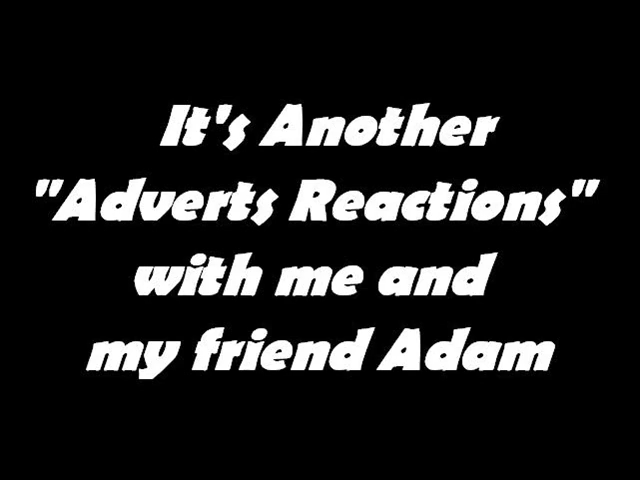 It's Another
"Adverts Reactions"
with me and
my friend Adam